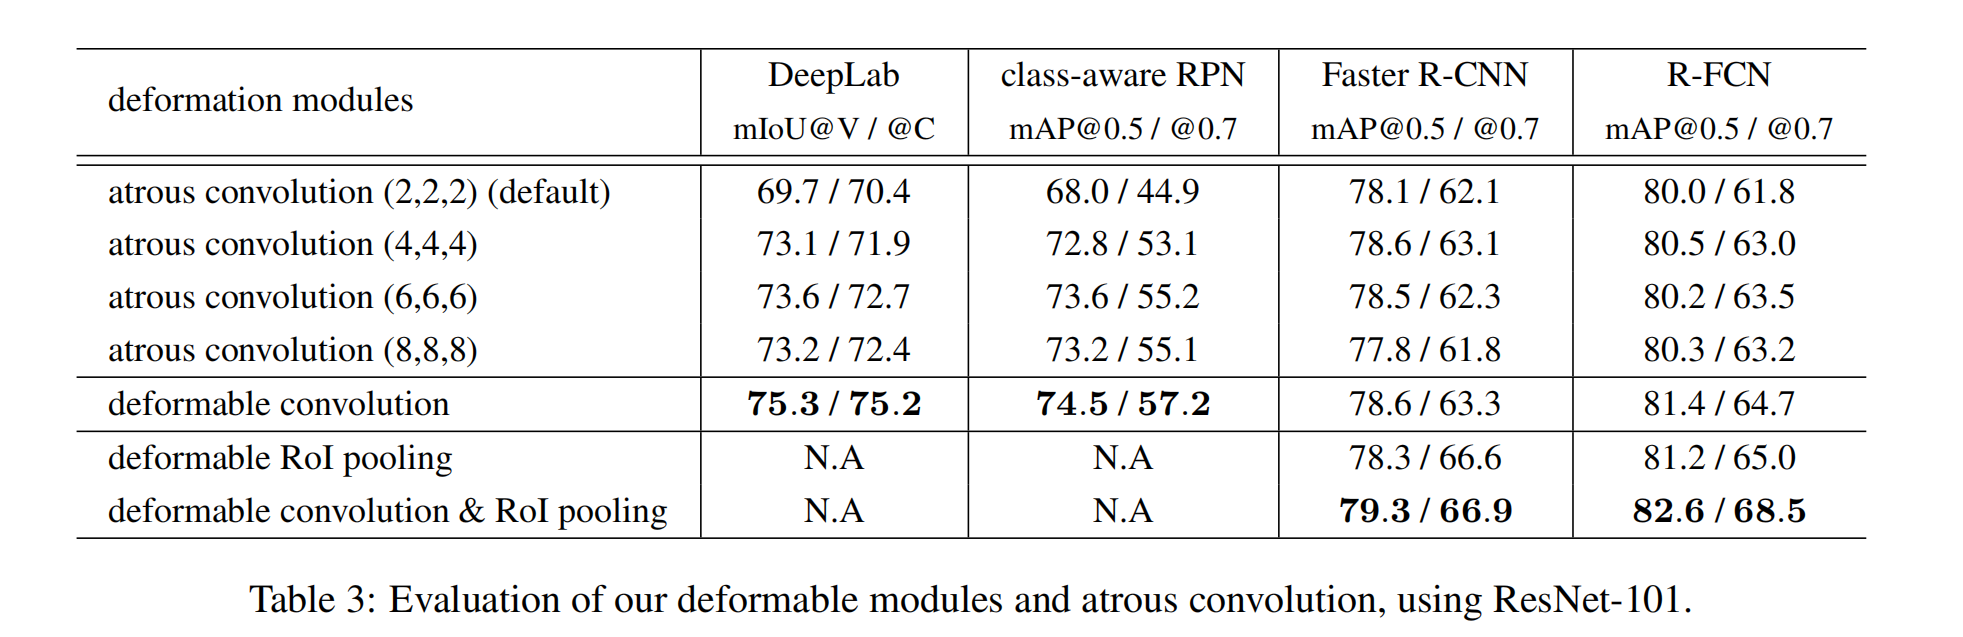 deformation modules DeepLab class-aware RPN Faster R-CNN R-FCN
mIoU@V / @C mAP@0.5 / @0.7 mAP@0.5 / @0.7 mAP@0.5 / @0.7
atrous convolution (2,2,2) (default) 69.7 / 70.4 68.0 / 44.9 78.1 / 62.1 80.0 / 61.8
atrous convolution (4,4,4) 73.1 / 71.9 72.8 / 53.1 78.6 / 63.1 80.5 / 63.0
atrous convolution (6,6,6) 73.6 / 72.7 73.6 / 55.2 78.5 / 62.3 80.2 / 63.5
atrous convolution (8,8,8) 73.2 / 72.4 73.2 / 55.1 77.8 / 61.8 80.3 / 63.2
deformable convolution 75.3 / 75.2 74.5 / 57.2 78.6 / 63.3 81.4 / 64.7
deformable RoI pooling N.A N.A 78.3 / 66.6 81.2 / 65.0
deformable convolution & RoI pooling N.A N.A 79.3 / 66.9 82.6 / 68.5
Table 3: Evaluation of our deformable modules and atrous convolution, using ResNet-101.